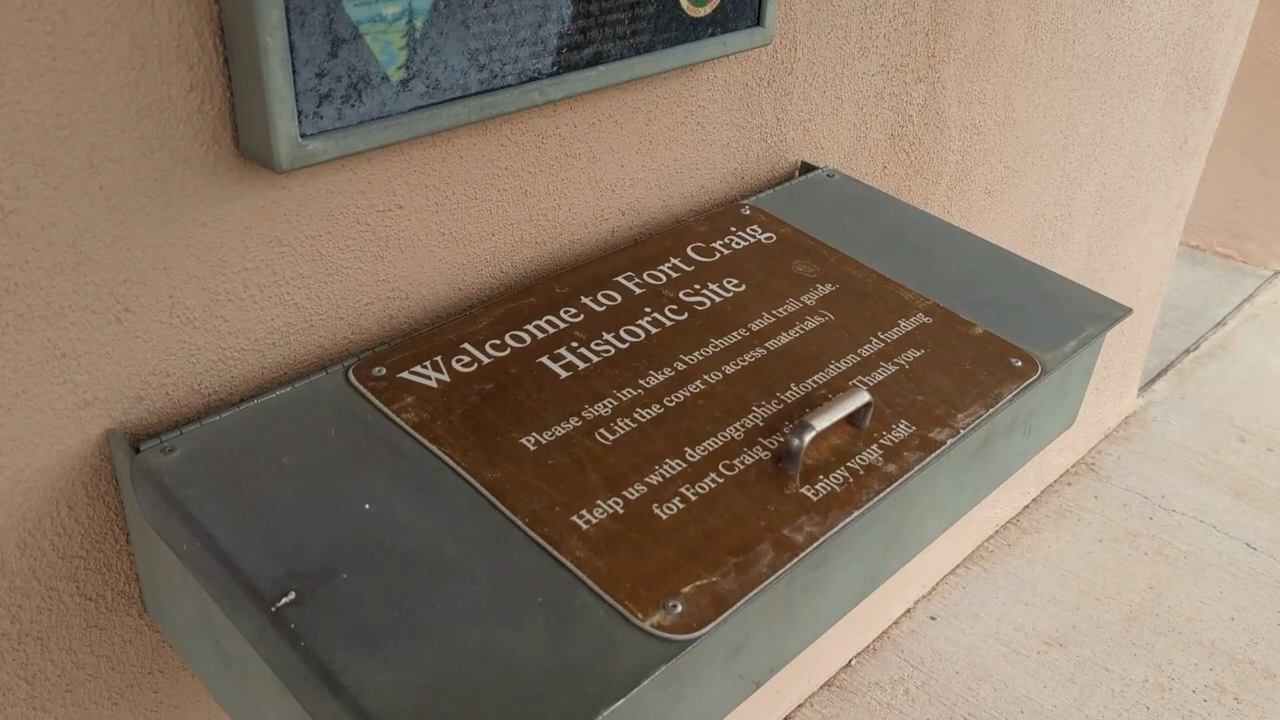 Welcome to Fort Craig
Historic Site
Please sign in, take a brochure and trail guide.
(Lift the cover to access materials.)
Help us with demographic information and funding
for Fort Craig by Thank you.
Enjoy your visit!